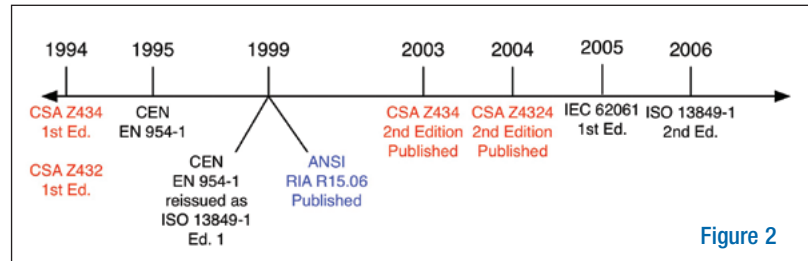 1994 1995 1999 2003 2004 2005 2006
CSA Z434
1st Ed.
CSA Z432
1st Ed.
CEN
EN 954-1
CEN
EN 954-1
reissued as
ISO 13849-1
Ed. 1
ANSI
RIA R15.06
Published
CSA Z434
2nd Edition
Published
CSA Z4324
2nd Edition
Published
IEC 62061
1st Ed.
ISO 13849-1
2nd Ed.
Figure 2